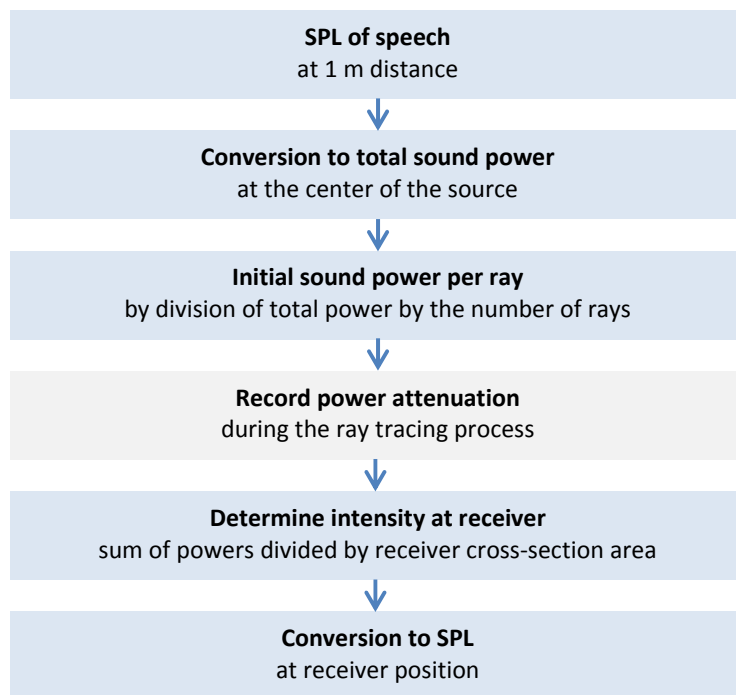 SPL of speech
at 1 m distance
Conversion to total sound power
at the center of the source
Initial sound power per ray
by division of total power by the number of rays
Record power attenuation
during the ray tracing process
Determine intensity at receiver
sum of powers divided by receiver cross-section area
Conversion to SPL
at receiver position